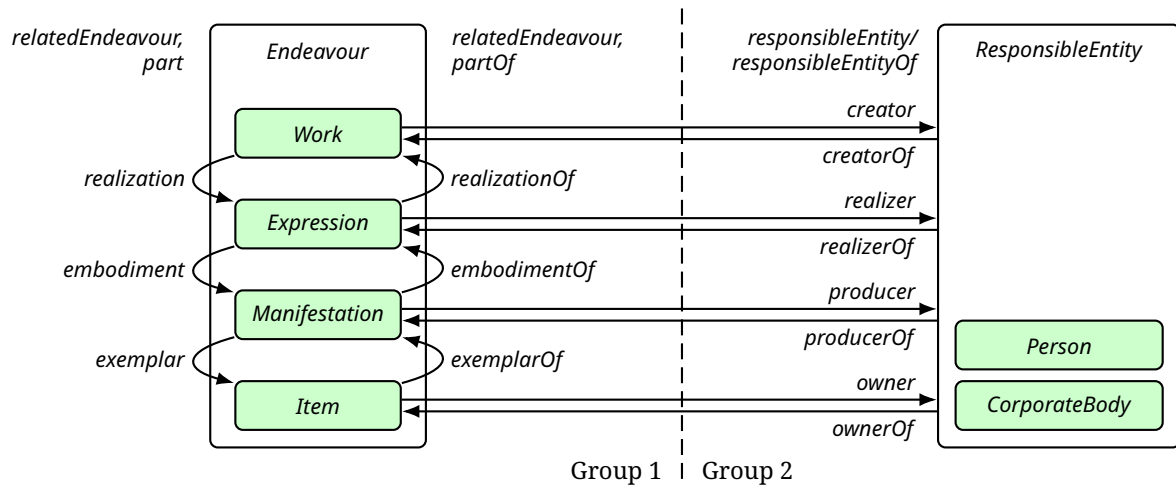 relatedEndeavour,
part
Endeavour
relatedEndeavour,
partOf
responsibleEntity/
responsibleEntityOf
ResponsibleEntity
Work
creator
creatorOf
realization
realizationOf
Expression
realizer
realizerOf
embodiment
embodimentOf
Manifestation
producer
producerOf
exemplar
exemplarOf
Person
Item
owner
ownerOf
CorporateBody
Group 1
Group 2